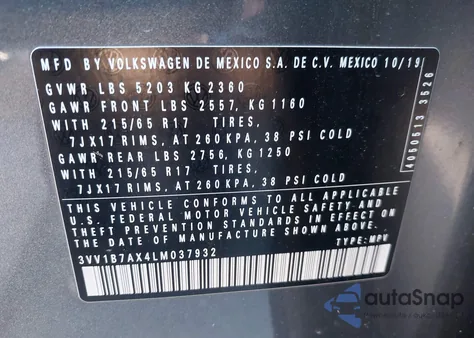 MFD BY VOLKSWAGEN DE MEXICO S.A. DE C.V. MEXICO 10/19
GVWR LBS 5203 KG 2360
GAWR FRONT LBS 2557, KG 1160
WITH 215/65 R17 TIRES,
7JX17 RIMS, AT 260 KPA, 38 PSI COLD
GAWR REAR LBS 2756, KG 1250
WITH 215/65 R17 TIRES,
7JX17 RIMS, AT 260 KPA, 38 PSI COLD
THIS VEHICLE CONFORMS TO ALL APPLICABLE
U.S. FEDERAL MOTOR VEHICLE SAFETY AND
THEFT PREVENTION STANDARDS IN EFFECT ON THE
DATE OF MANUFACTURE SHOWN ABOVE.
3VV1B7AX4LM037932 TYPE: MPV
4050513 3526
autoSnap